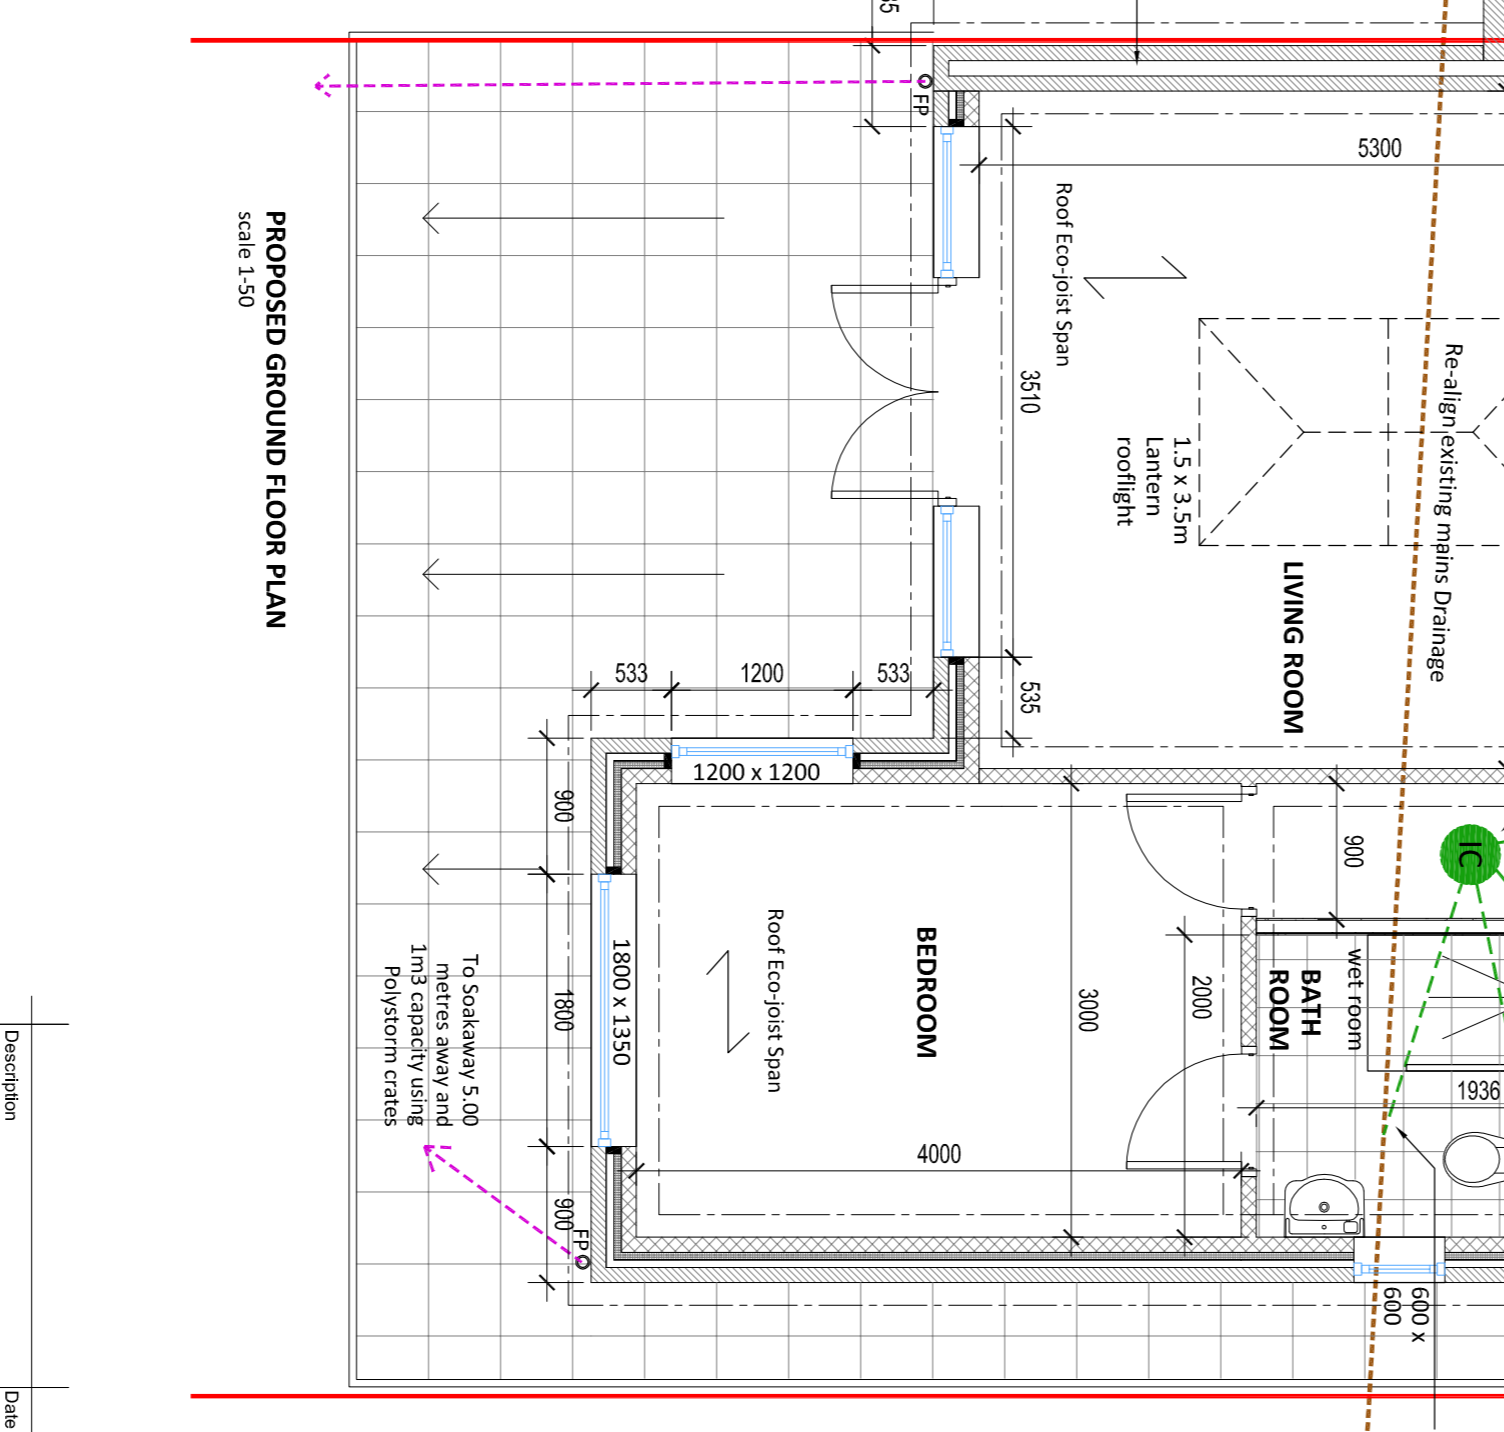 PROPOSED GROUND FLOOR PLAN
scale 1-50
FP
5300
Roof Eco-joist Span
3510
1.5 x 3.5m
Lantern
rooflight
Re-align existing mains Drainage
LIVING ROOM
535
533
1200
533
1200 x 1200
900
1800
900
1800 x 1350
Roof Eco-joist Span
BEDROOM
3000
2000
4000
900
IC
wet room
BATH
ROOM
1936
600 x
600
To Soakaway 5.00
metres away and
1m3 capacity using
Polystorm crates
FP
Description
Date